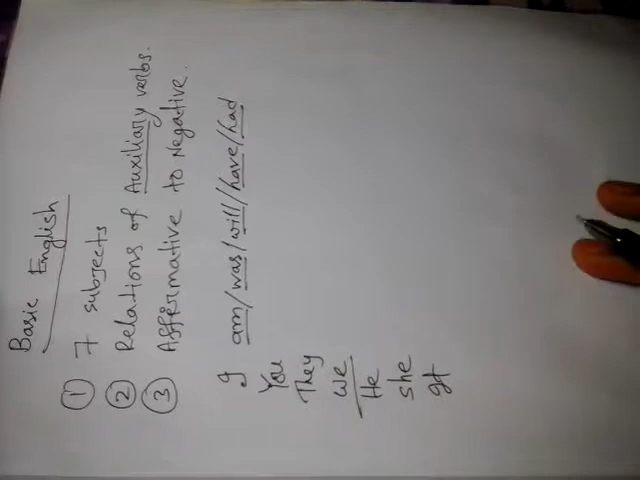 Basic English
① 7 subjects
② Relations of Auxiliary verbs.
③ Affirmative to Negative.
I am/was/will/have/had
You
They
We
He
she
It